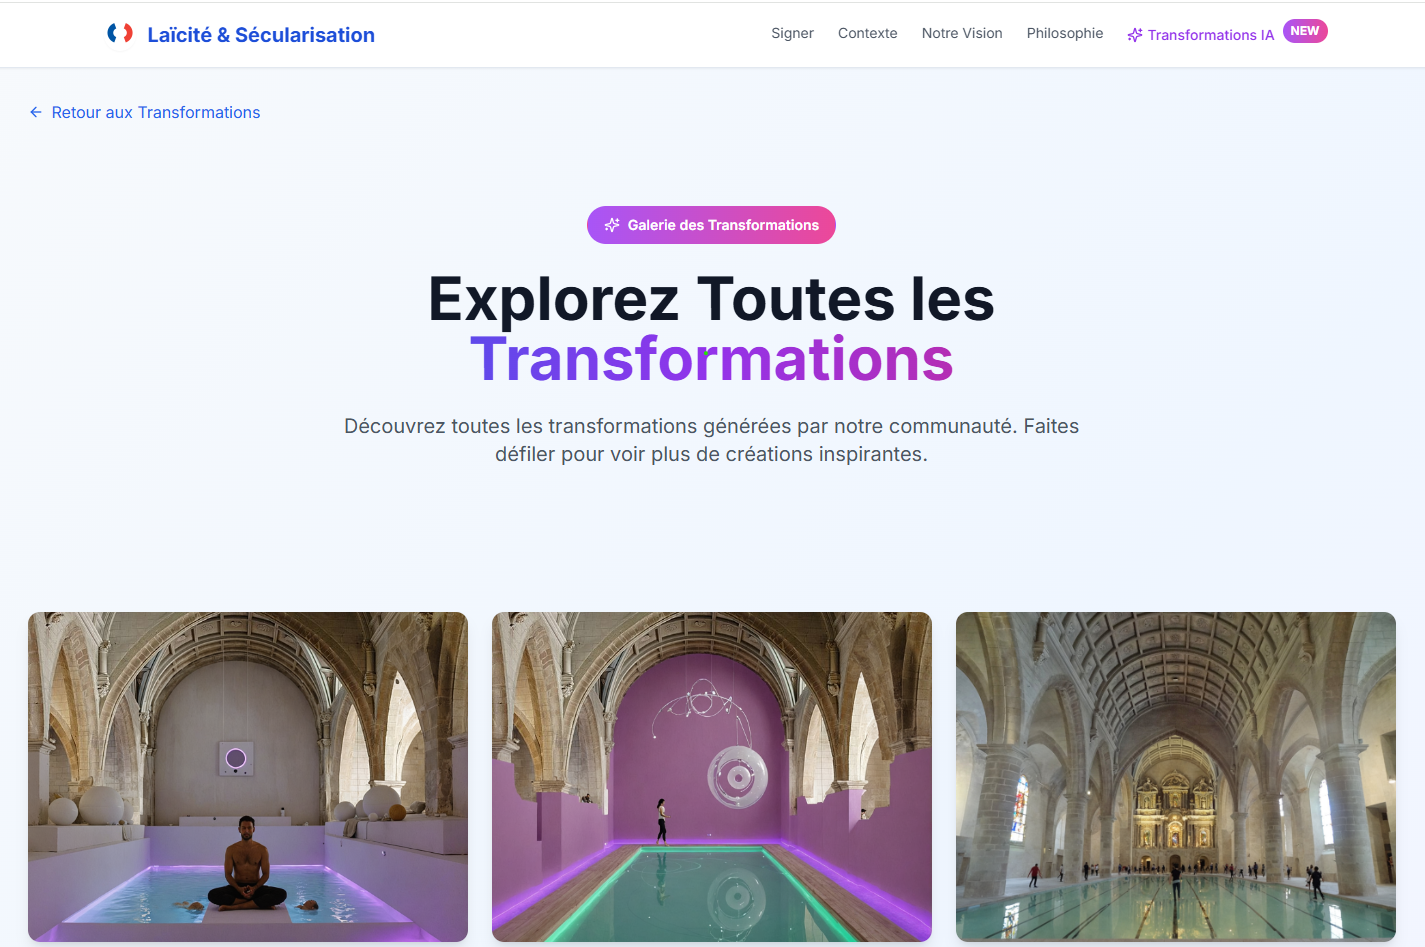 Laïcité & Sécularisation
Signer
Contexte
Notre Vision
Philosophie
Transformations IA
NEW
Retour aux Transformations
Galerie des Transformations
Explorez Toutes les
Transformations
Découvrez toutes les transformations générées par notre communauté. Faites
défiler pour voir plus de créations inspirantes.